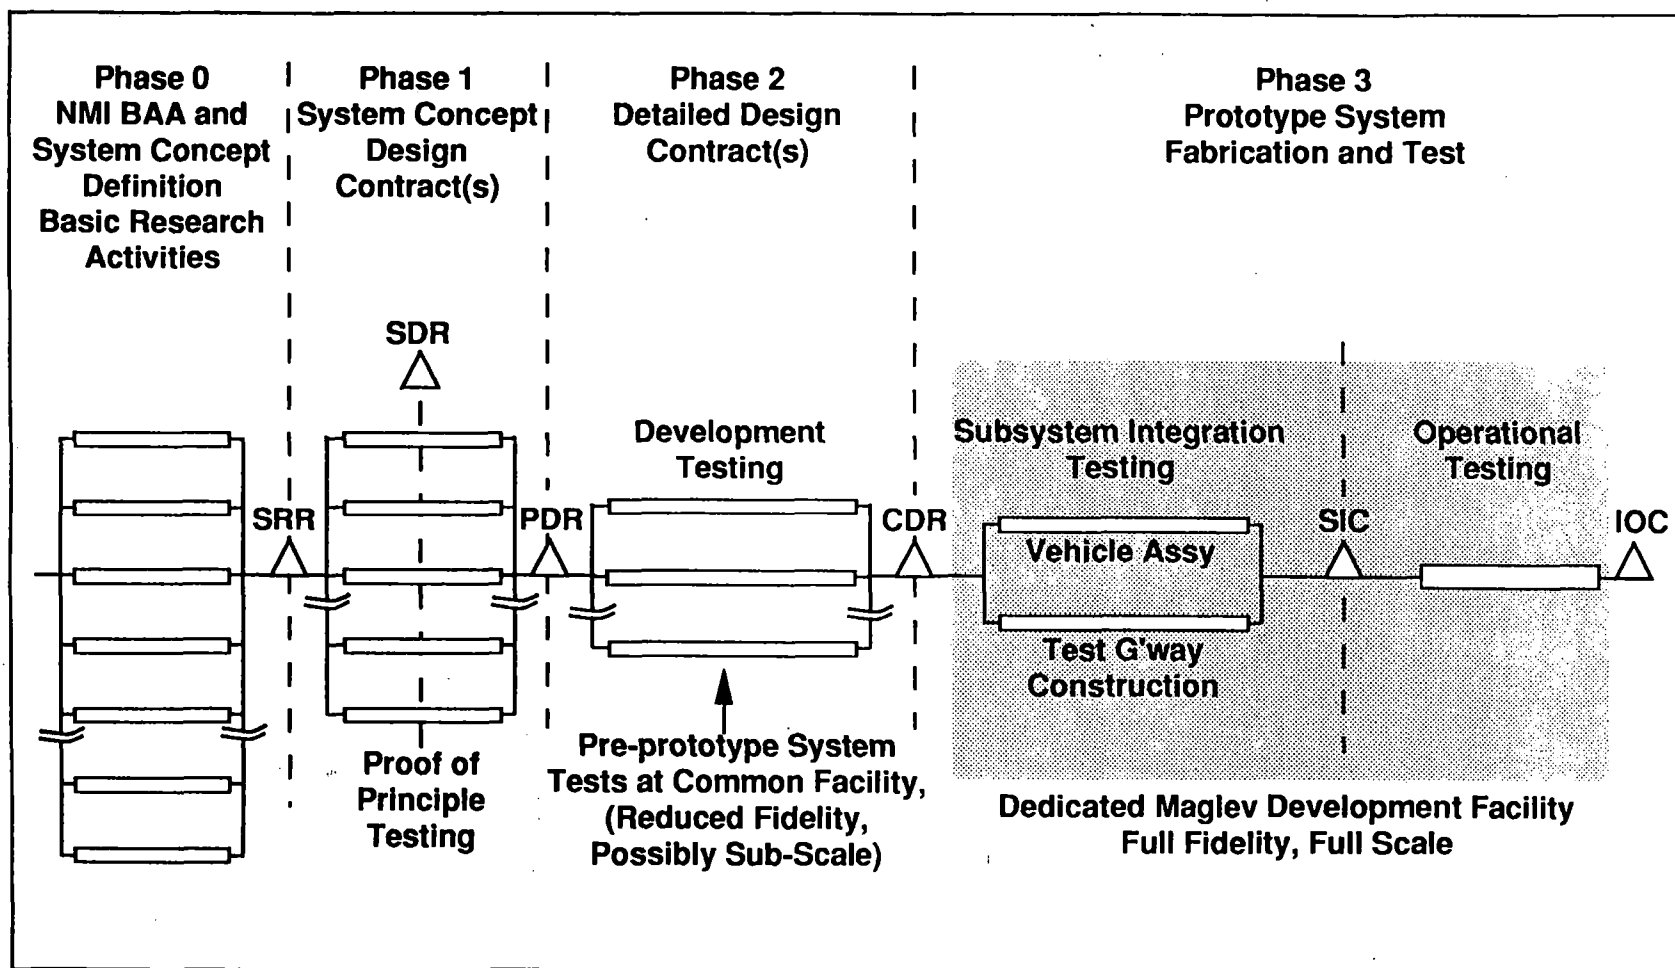 Phase 0
NMI BAA and
System Concept
Definition
Basic Research
Activities
Phase 1
System Concept
Design
Contract(s)
Phase 2
Detailed Design
Contract(s)
Phase 3
Prototype System
Fabrication and Test
SDR
SRR
PDR
Development
Testing
CDR
Subsystem Integration
Testing
Vehicle Assy
Test G'way
Construction
SIC
Operational
Testing
IOC
Proof of
Principle
Testing
Pre-prototype System
Tests at Common Facility,
(Reduced Fidelity,
Possibly Sub-Scale)
Dedicated Maglev Development Facility
Full Fidelity, Full Scale